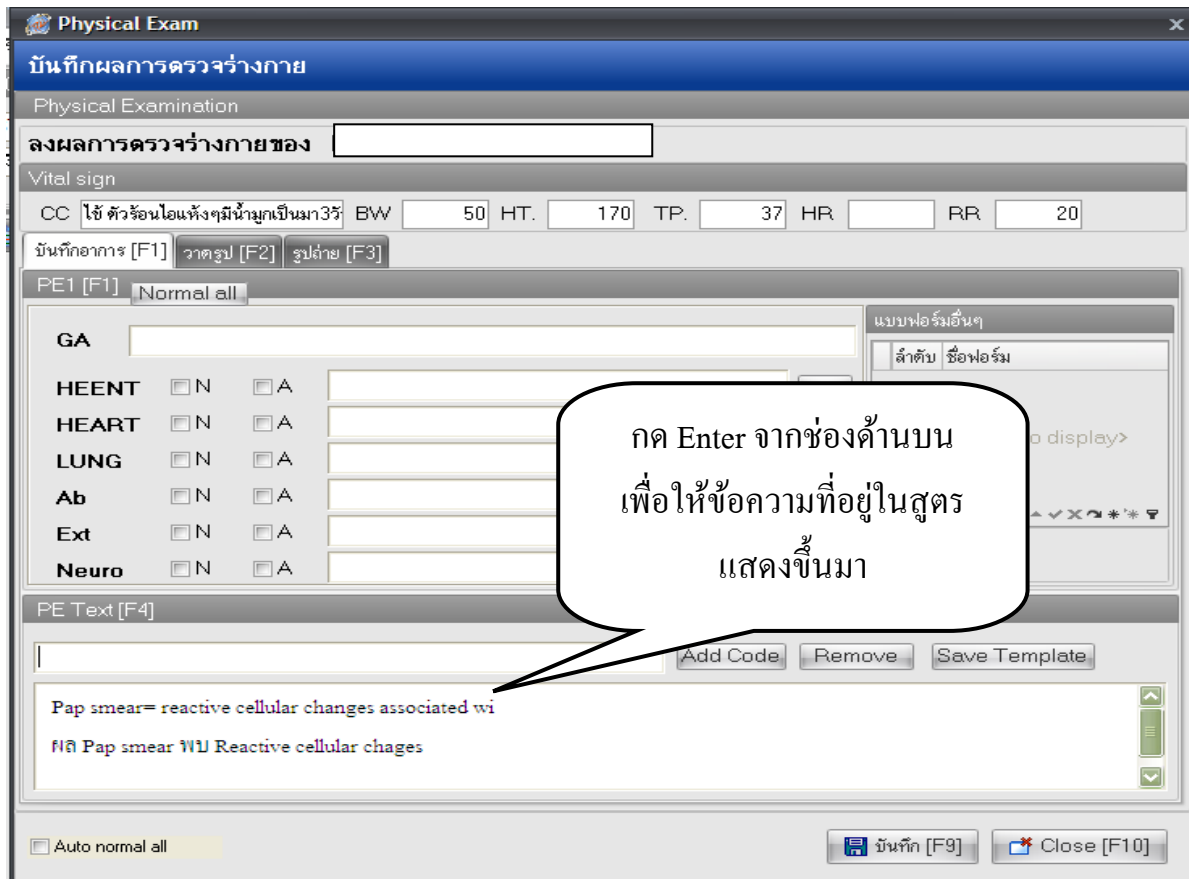 Physical Exam
บันทึกผลการตรวจร่างกาย
Physical Examination
ลงผลการตรวจร่างกายของ
Vital sign
CC ไข้ ตัวร้อนไอแห้งๆมีน้ำมูกเป็นมา3วั BW 50 HT. 170 TP. 37 HR RR 20
บันทึกอาการ [F1] วาดรูป [F2] รูปถ่าย [F3]
PE1 [F1] Normal all
แบบฟอร์มอื่นๆ
GA
ลำดับ ชื่อฟอร์ม
HEENT N A
HEART N A
o display>
LUNG N A
Ab N A
Ext N A
Neuro N A
กด Enter จากช่องด้านบน
เพื่อให้ข้อความที่อยู่ในสูตร
แสดงขึ้นมา
PE Text [F4]
Add Code Remove Save Template
Pap smear= reactive cellular changes associated wi
ผล Pap smear พบ Reactive cellular chages
Auto normal all
บันทึก [F9] Close [F10]